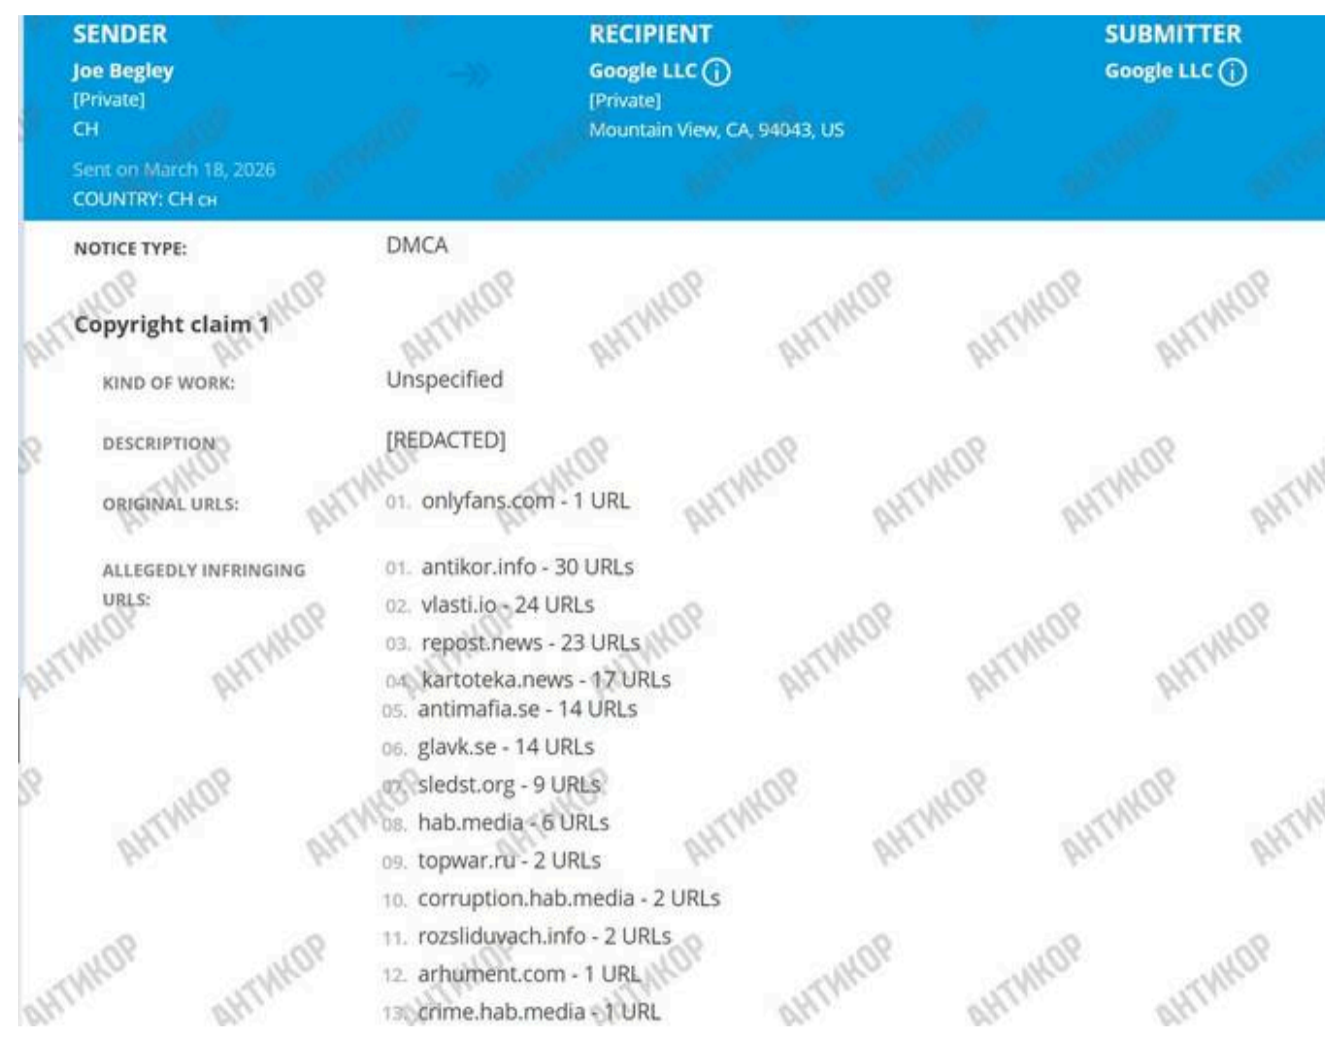 SENDER
Joe Begley
[Private]
CH
Sent on March 18, 2026
COUNTRY: CH CH
RECIPIENT
Google LLC
[Private]
Mountain View, CA, 94043, US
SUBMITTER
Google LLC
NOTICE TYPE: DMCA
Copyright claim 1
KIND OF WORK: Unspecified
DESCRIPTION [REDACTED]
ORIGINAL URLS: 01. onlyfans.com - 1 URL
ALLEGEDLY INFRINGING URLS:
01. antikor.info - 30 URLs
02. vlasti.io - 24 URLs
03. repost.news - 23 URLs
04. kartoteka.news - 17 URLs
05. antimafia.se - 14 URLs
06. glavk.se - 14 URLs
07. sledst.org - 9 URLs
08. hab.media - 6 URLs
09. topwar.ru - 2 URLs
10. corruption.hab.media - 2 URLs
11. rozsliduvach.info - 2 URLs
12. arhument.com - 1 URL
13. crime.hab.media - 1 URL
АНТИКОР